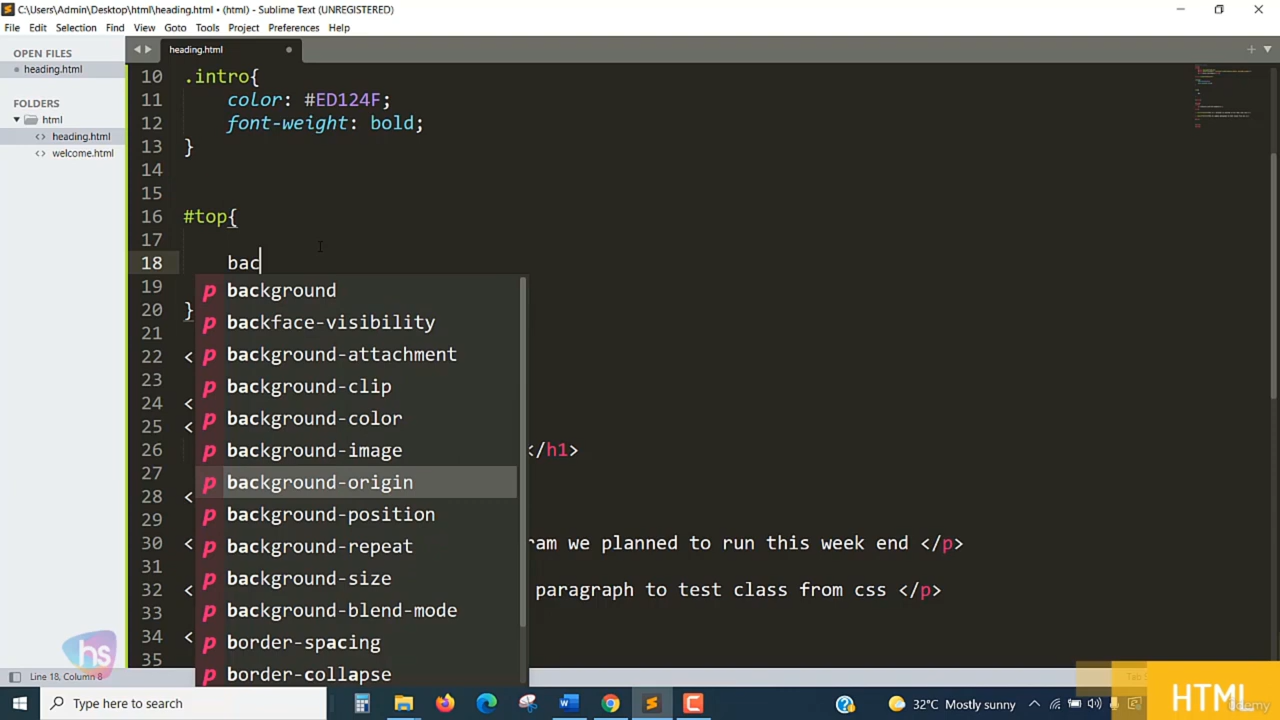 C:\Users\Admin\Desktop\html\heading.html • (html) - Sublime Text (UNREGISTERED)
File Edit Selection Find View Goto Tools Project Preferences Help
OPEN FILES
heading.html
FOLDERS
html
heading.html
welcome.html
heading.html
10 .intro{
11 color: #ED124F;
12 font-weight: bold;
13 }
14
15
16 #top{
17
18 bac
19
20 }
21
22 <
23
24 <
25 <
26 </h1>
27
28 <
29
30 < ram we planned to run this week end </p>
31
32 < paragraph to test class from css </p>
33
34 <
35
p background
p backface-visibility
p background-attachment
p background-clip
p background-color
p background-image
p background-origin
p background-position
p background-repeat
p background-size
p background-blend-mode
p border-spacing
p border-collapse
hs
Line 18, Column 8
Type here to search
32°C Mostly sunny
HTML
Udemy